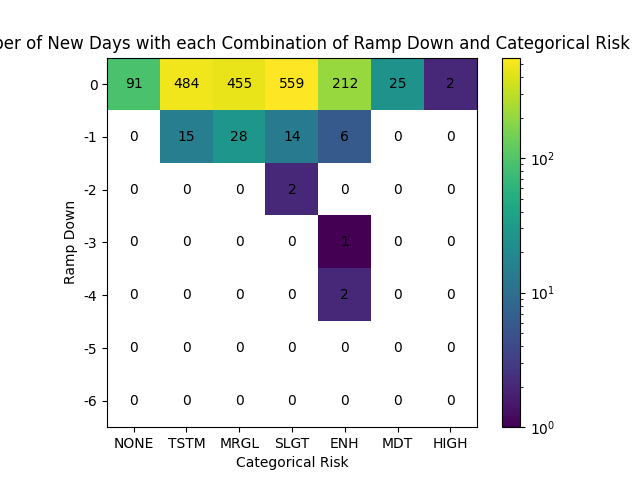 of New Days with each Combination of Ramp Down and Categorical Risk
0 91 484 455 559 212 25 2
-1 0 15 28 14 6 0 0
-2 0 0 0 2 0 0 0
-3 0 0 0 0 1 0 0
-4 0 0 0 0 2 0 0
-5 0 0 0 0 0 0 0
-6 0 0 0 0 0 0 0
NONE TSTM MRGL SLGT ENH MDT HIGH
Categorical Risk
Ramp Down
10²
10¹
10⁰